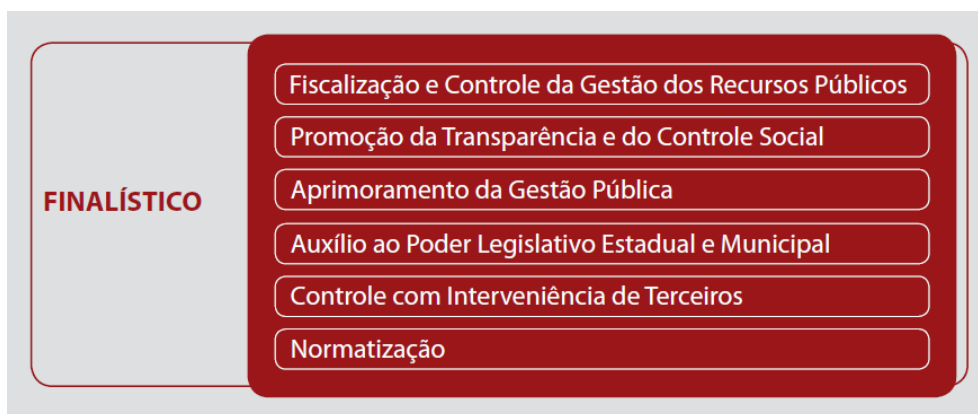 FINALÍSTICO
Fiscalização e Controle da Gestão dos Recursos Públicos
Promoção da Transparência e do Controle Social
Aprimoramento da Gestão Pública
Auxílio ao Poder Legislativo Estadual e Municipal
Controle com Interveniência de Terceiros
Normatização